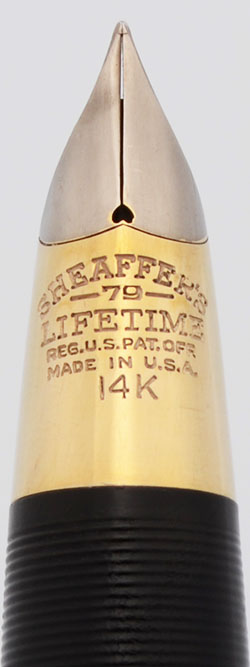 SHEAFFER'S
—79—
LIFETIME
REG.U.S.PAT.OFF.
MADE IN U.S.A.
14K